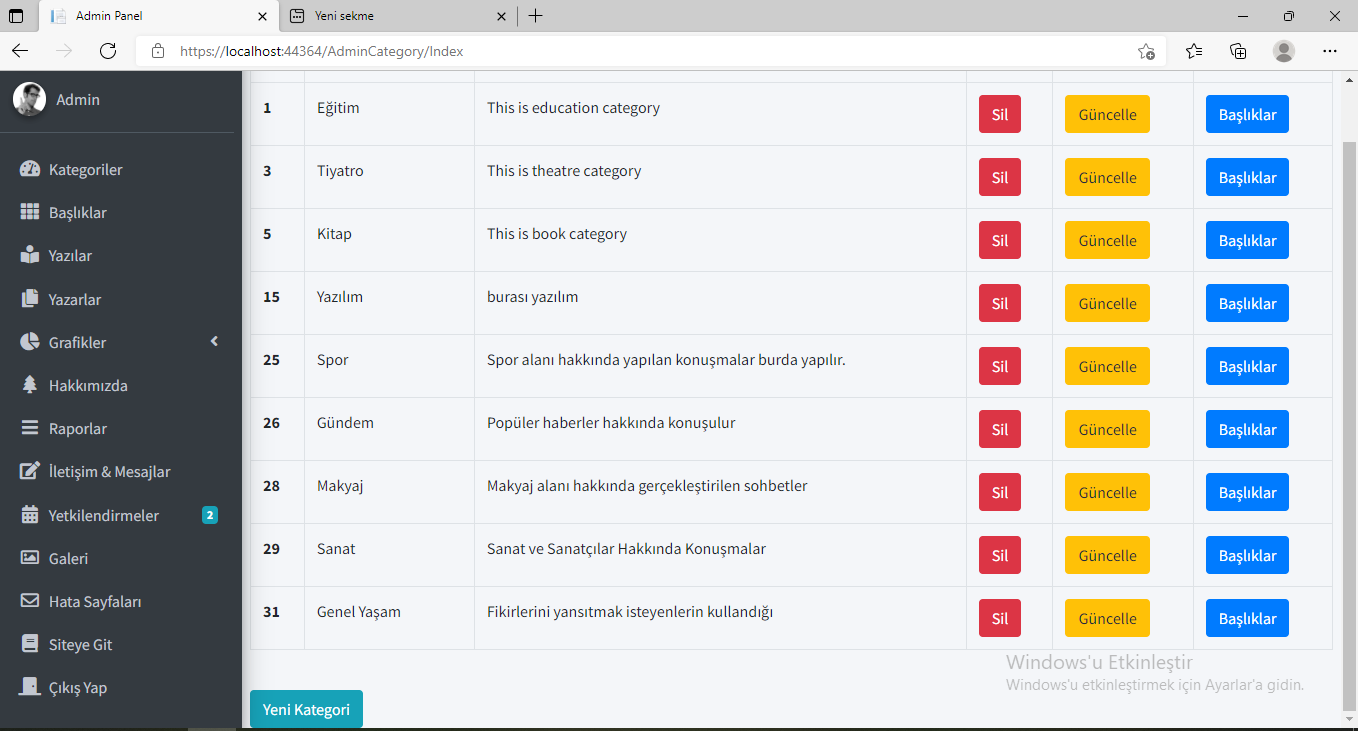 Admin Panel
Yeni sekme
https://localhost:44364/AdminCategory/Index
Admin
Kategoriler
Başlıklar
Yazılar
Yazarlar
Grafikler
Hakkımızda
Raporlar
İletişim & Mesajlar
Yetkilendirmeler 2
Galeri
Hata Sayfaları
Siteye Git
Çıkış Yap
1 Eğitim This is education category Sil Güncelle Başlıklar
3 Tiyatro This is theatre category Sil Güncelle Başlıklar
5 Kitap This is book category Sil Güncelle Başlıklar
15 Yazılım burası yazılım Sil Güncelle Başlıklar
25 Spor Spor alanı hakkında yapılan konuşmalar burda yapılır. Sil Güncelle Başlıklar
26 Gündem Popüler haberler hakkında konuşulur Sil Güncelle Başlıklar
28 Makyaj Makyaj alanı hakkında gerçekleştirilen sohbetler Sil Güncelle Başlıklar
29 Sanat Sanat ve Sanatçılar Hakkında Konuşmalar Sil Güncelle Başlıklar
31 Genel Yaşam Fikirlerini yansıtmak isteyenlerin kullandığı Sil Güncelle Başlıklar
Yeni Kategori
Windows'u Etkinleştir
Windows'u etkinleştirmek için Ayarlar'a gidin.